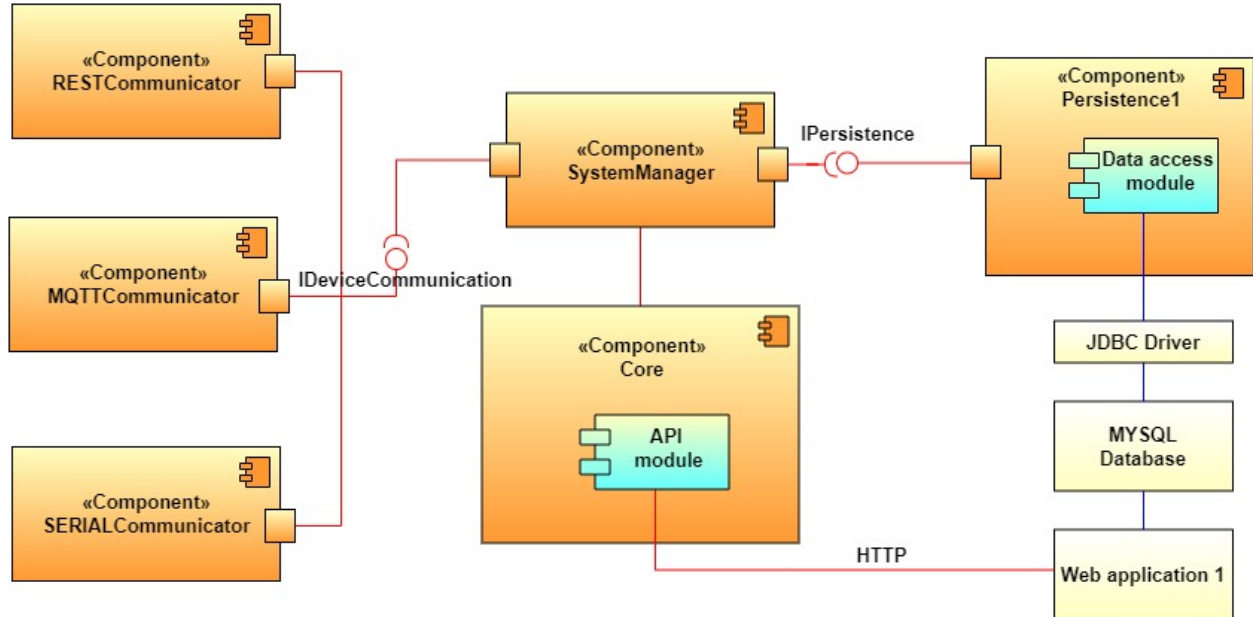 «Component»
RESTCommunicator
«Component»
MQTTCommunicator
«Component»
SERIALCommunicator
IDeviceCommunication
«Component»
SystemManager
IPersistence
«Component»
Persistence1
Data access
module
«Component»
Core
API
module
HTTP
JDBC Driver
MYSQL
Database
Web application 1